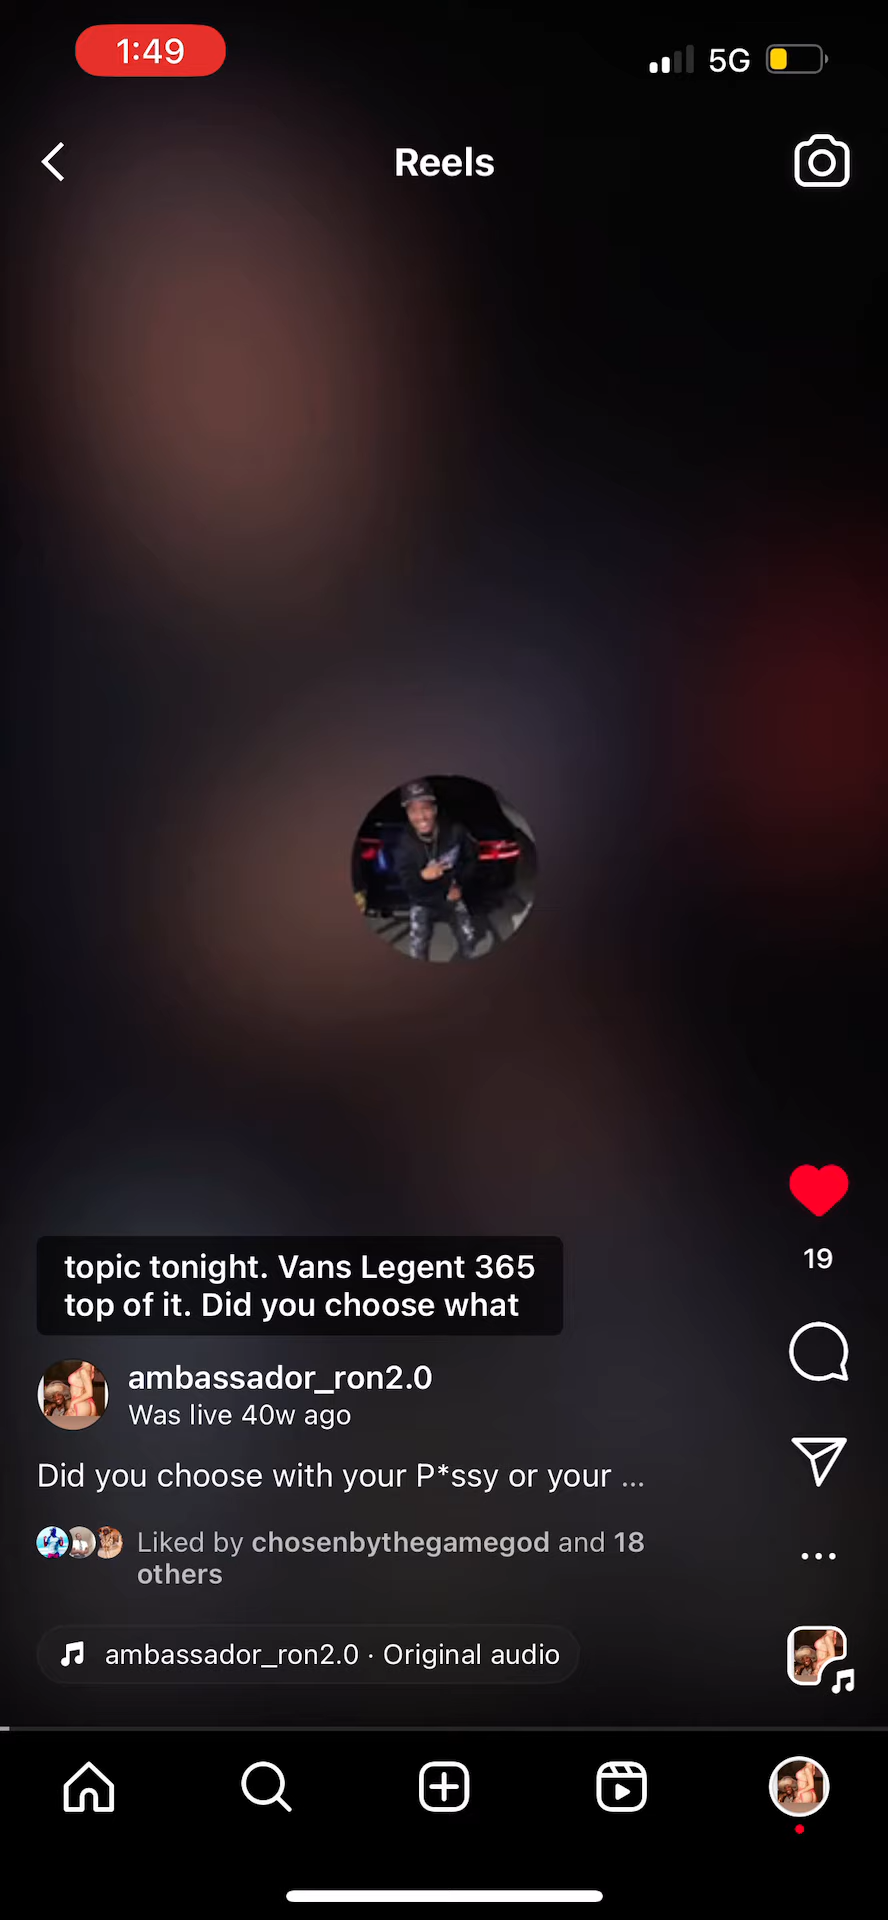 1:49
5G
Reels
19
topic tonight. Vans Legent 365
top of it. Did you choose what
ambassador_ron2.0
Was live 40w ago
Did you choose with your P*ssy or your ...
Liked by chosenbythegamegod and 18
others
ambassador_ron2.0 · Original audio